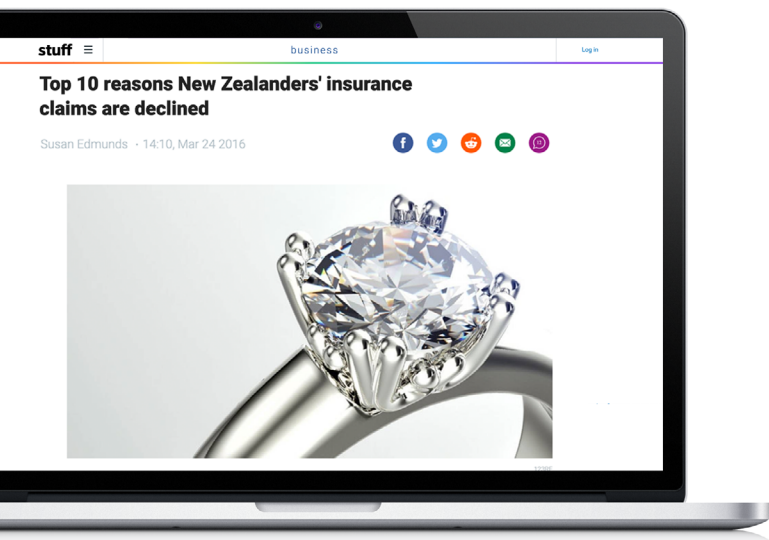 stuff
business
Log in
Top 10 reasons New Zealanders' insurance
claims are declined
Susan Edmunds · 14:10, Mar 24 2016